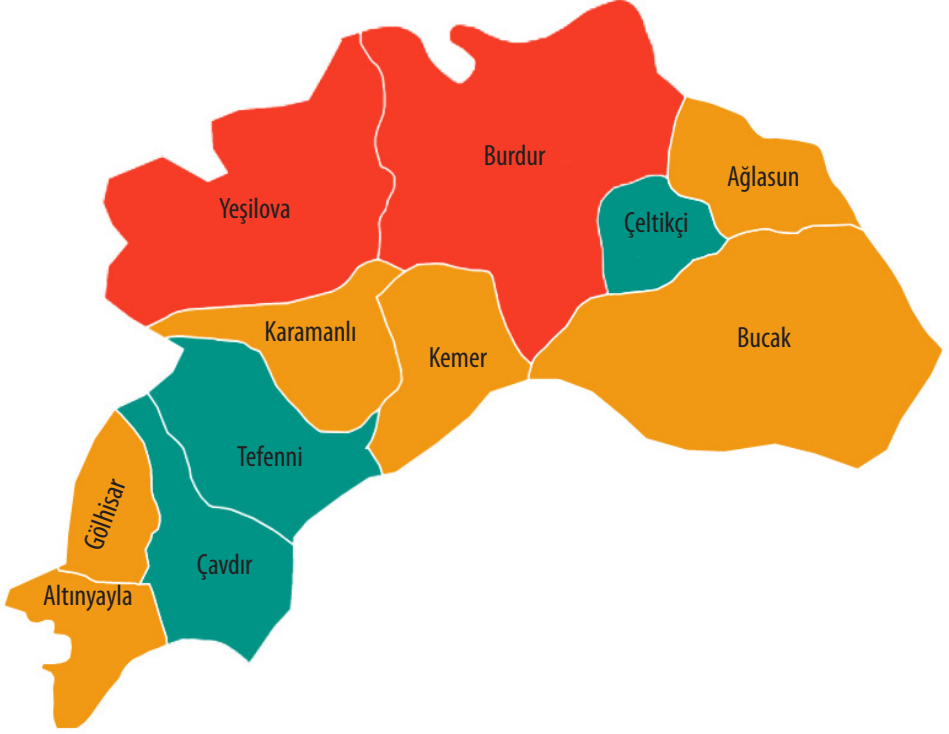 Burdur
Ağlasun
Yeşilova
Çeltikçi
Karamanlı
Kemer
Bucak
Tefenni
Gölhisar
Çavdır
Altınyayla